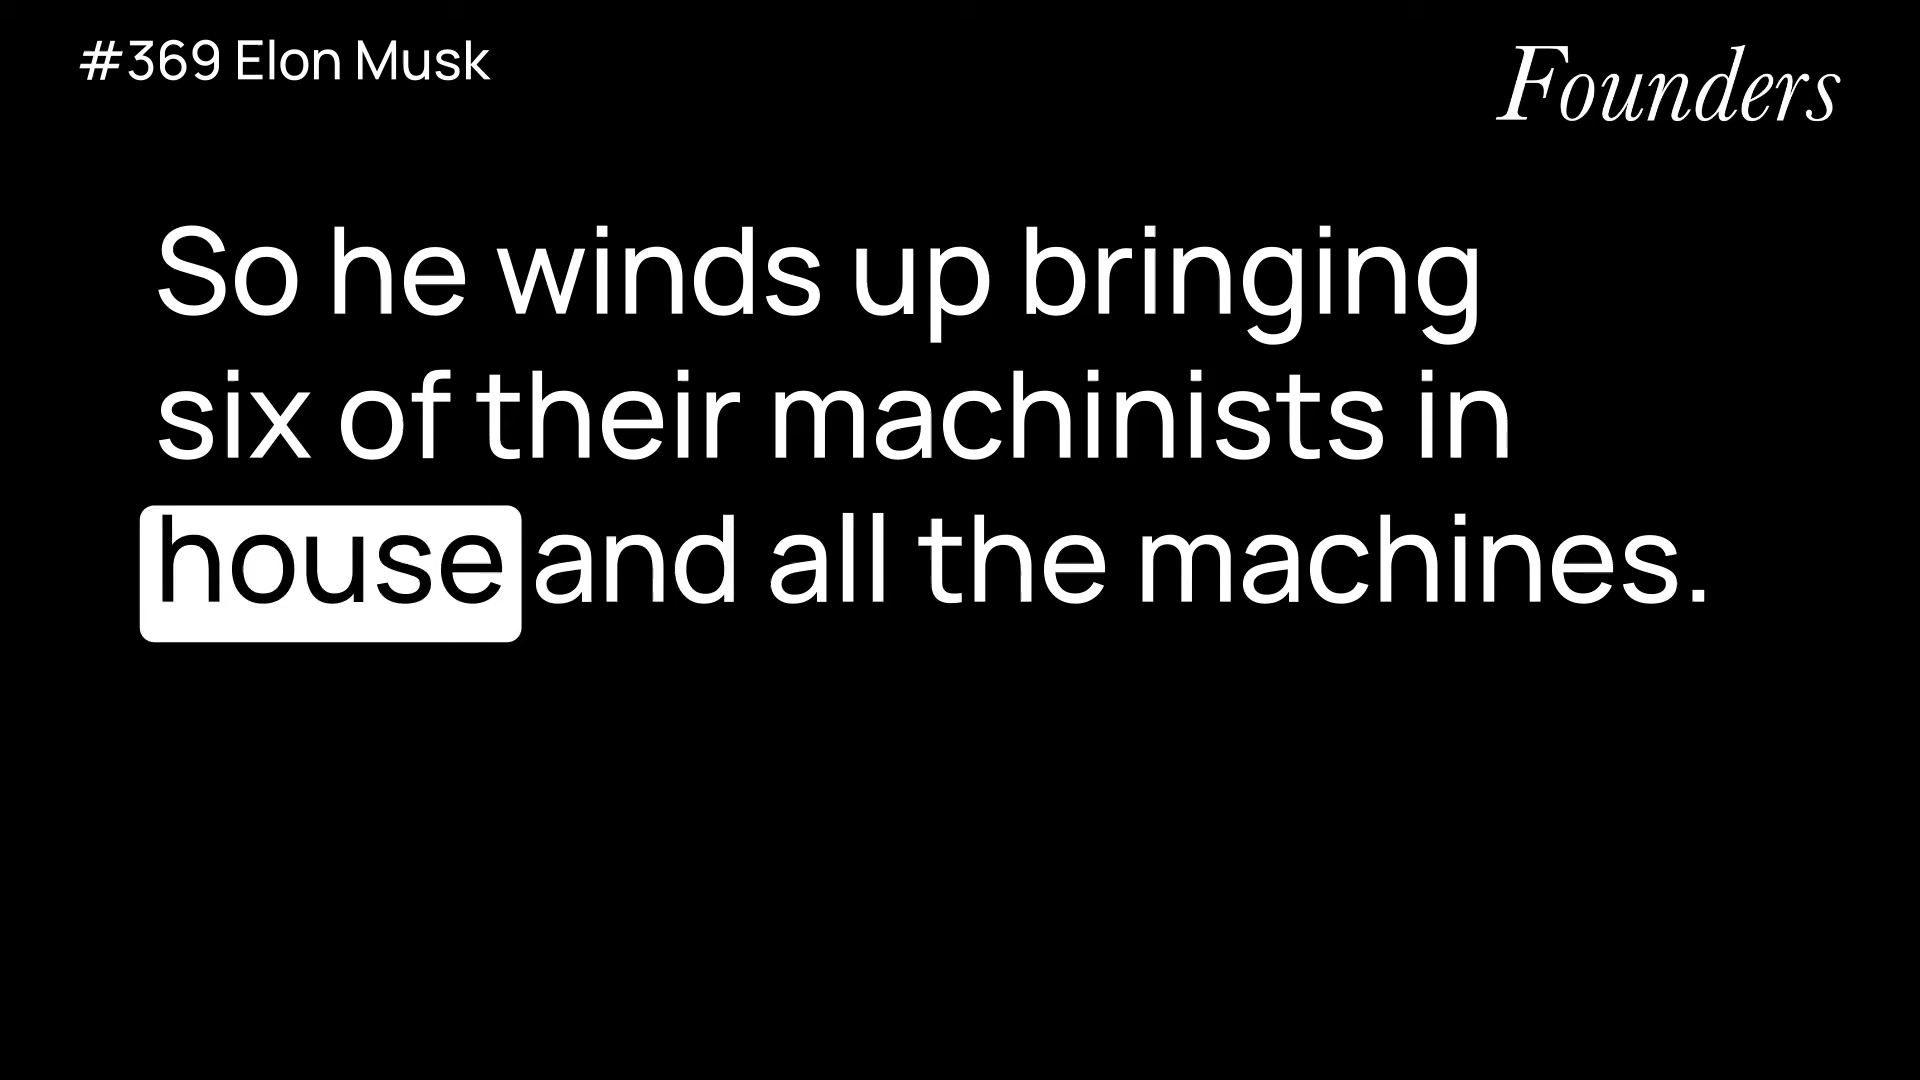 #369 Elon Musk
Founders
So he winds up bringing
six of their machinists in
house and all the machines.